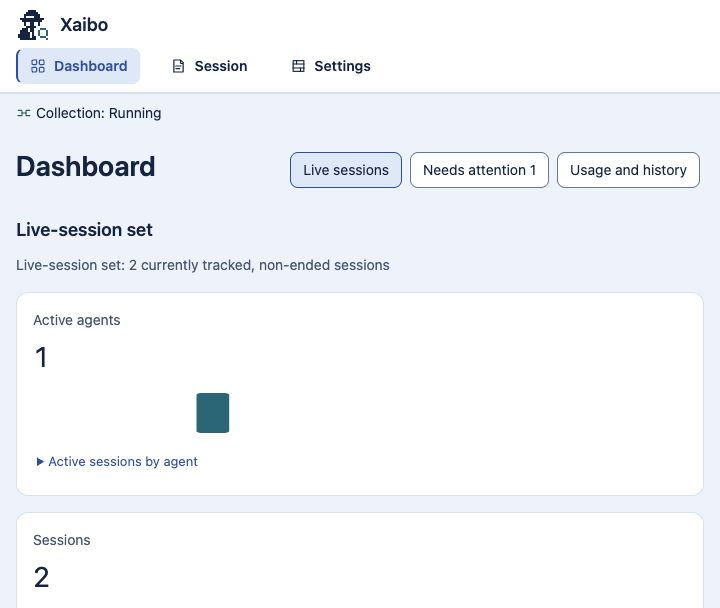 Xaibo
Dashboard
Session
Settings
Collection: Running
Dashboard
Live sessions
Needs attention 1
Usage and history
Live-session set
Live-session set: 2 currently tracked, non-ended sessions
Active agents
1
Active sessions by agent
Sessions
2